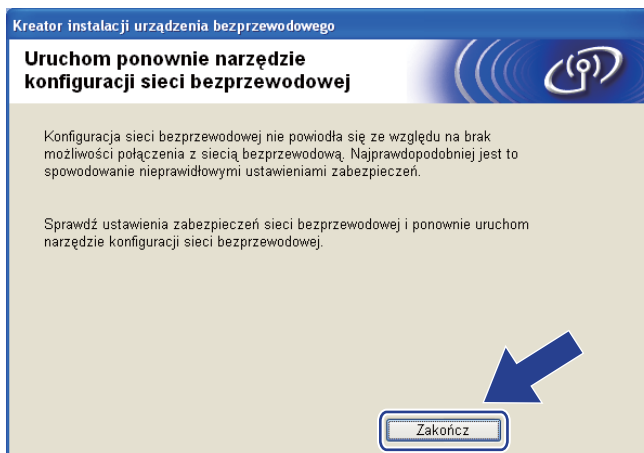 Kreator instalacji urządzenia bezprzewodowego
Uruchom ponownie narzędzie
konfiguracji sieci bezprzewodowej
Konfiguracja sieci bezprzewodowej nie powiodła się ze względu na brak
możliwości połączenia z siecią bezprzewodową. Najprawdopodobniej jest to
spowodowanie nieprawidłowymi ustawieniami zabezpieczeń.
Sprawdź ustawienia zabezpieczeń sieci bezprzewodowej i ponownie uruchom
narzędzie konfiguracji sieci bezprzewodowej.
Zakończ